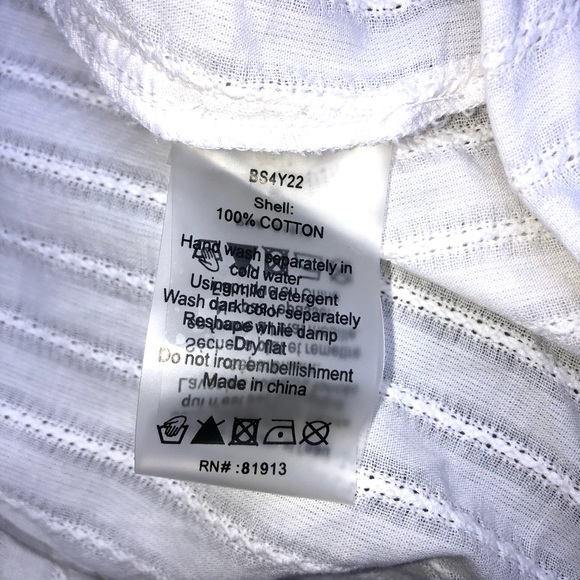 BS4Y22
Shell:
100% COTTON
Hand wash separately in
cold water
Using mild detergent
Wash dark color separately
Reshape while damp
Dry flat
Do not iron embellishment
Made in china
RN# : 81913